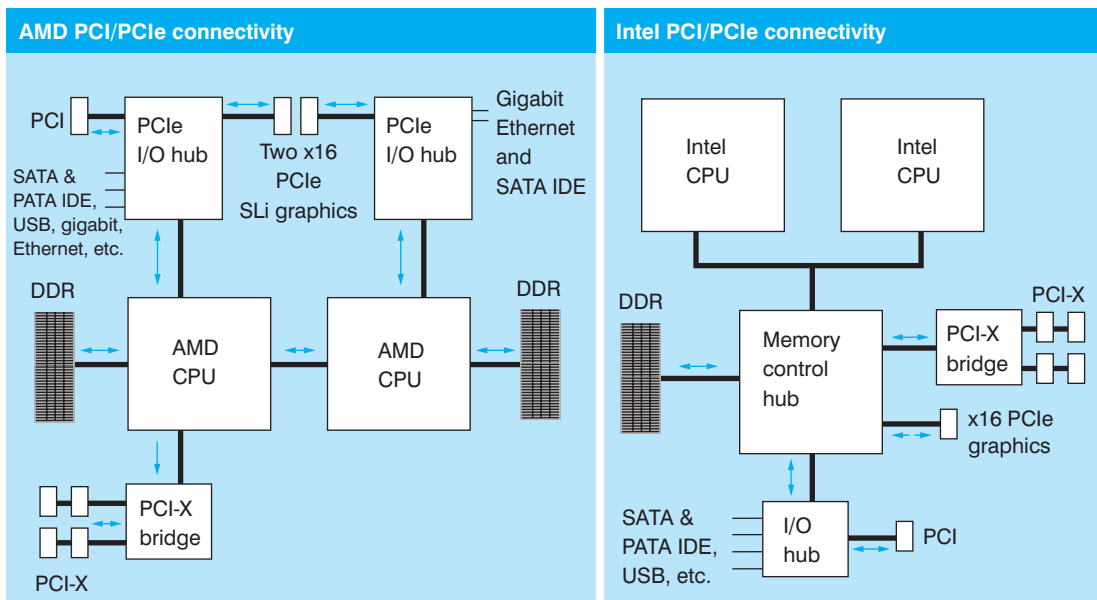 AMD PCI/PCIe connectivity
PCI
PCIe
I/O hub
Two x16
PCIe
SLi graphics
PCIe
I/O hub
Gigabit
Ethernet
and
SATA IDE
SATA &
PATA IDE,
USB, gigabit,
Ethernet, etc.
DDR
AMD
CPU
AMD
CPU
DDR
PCI-X
bridge
PCI-X
Intel PCI/PCIe connectivity
Intel
CPU
Intel
CPU
DDR
Memory
control
hub
PCI-X
PCI-X
bridge
x16 PCIe
graphics
SATA &
PATA IDE,
USB, etc.
I/O
hub
PCI